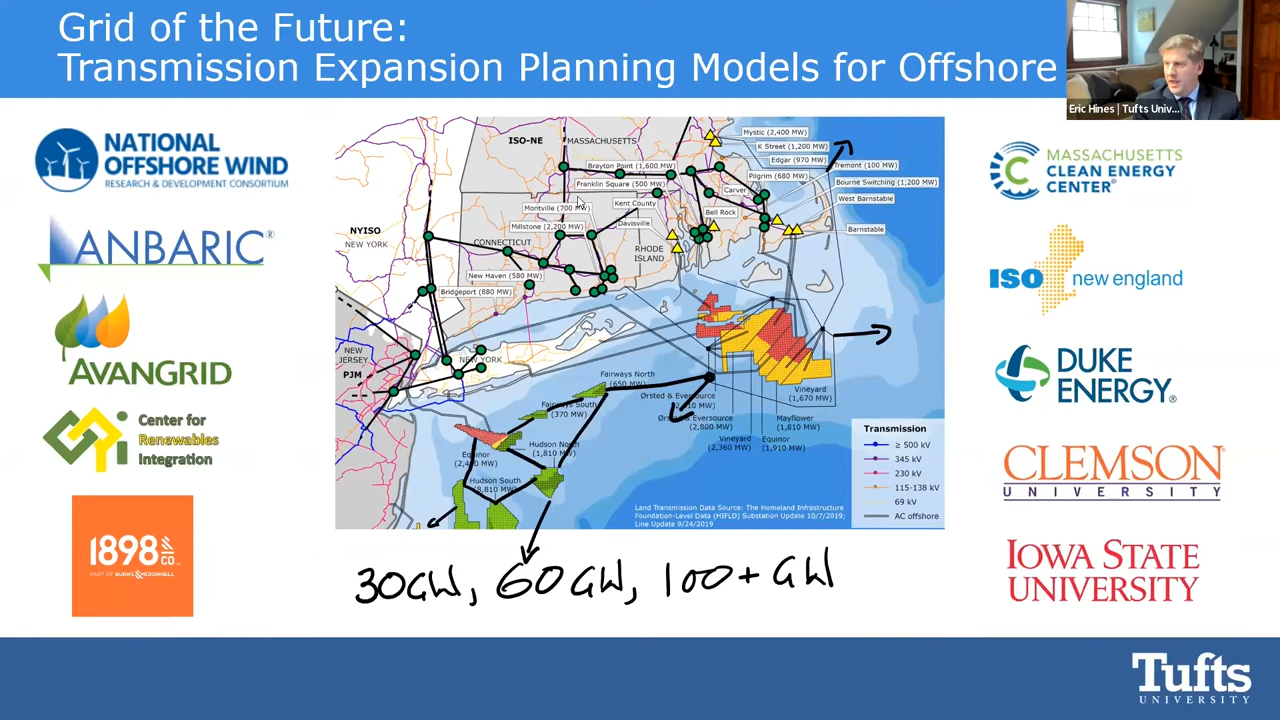 Grid of the Future:
Transmission Expansion Planning Models for Offshore
Eric Hines | Tufts Univ...
NATIONAL
OFFSHORE WIND
RESEARCH & DEVELOPMENT CONSORTIUM
ANBARIC®
AVANGRID
Center for
Renewables
Integration
1898
& CO
PART OF BURNS & McDONNELL
ISO-NE
MASSACHUSETTS
Mystic (2,400 MW)
K Street (1,200 MW)
Edgar (970 MW)
Tremont (100 MW)
Pilgrim (680 MW)
Bourne Switching (1,200 MW)
West Barnstable
Barnstable
Brayton Point (1,600 MW)
Franklin Square (500 MW)
Carver
Kent County
Bell Rock
Montville (700 MW)
Davisville
Millstone (2,200 MW)
NYISO
NEW YORK
CONNECTICUT
RHODE
ISLAND
New Haven (580 MW)
Bridgeport (880 MW)
NEW
JERSEY
PJM
NEW YORK
Fairways North
(650 MW)
Fairways South
(370 MW)
Hudson North
(1,810 MW)
Equinor
Hudson South
(8,810 MW)
Ørsted & Eversource
Ørsted & Eversource
(2,800 MW)
Vineyard
(2,360 MW)
Equinor
(1,910 MW)
Mayflower
(1,810 MW)
Vineyard
(1,670 MW)
Transmission
≥ 500 kV
345 kV
230 kV
115-138 kV
69 kV
AC offshore
Land Transmission Data Source: The Homeland Infrastructure
Foundation-Level Data (HIFLD) Substation Update 10/7/2019;
Line Update 9/24/2019
30GW, 60GW, 100+ GW
MASSACHUSETTS
CLEAN ENERGY
CENTER®
ISO new england
DUKE
ENERGY®
CLEMSON
UNIVERSITY
IOWA STATE
UNIVERSITY
Tufts
UNIVERSITY